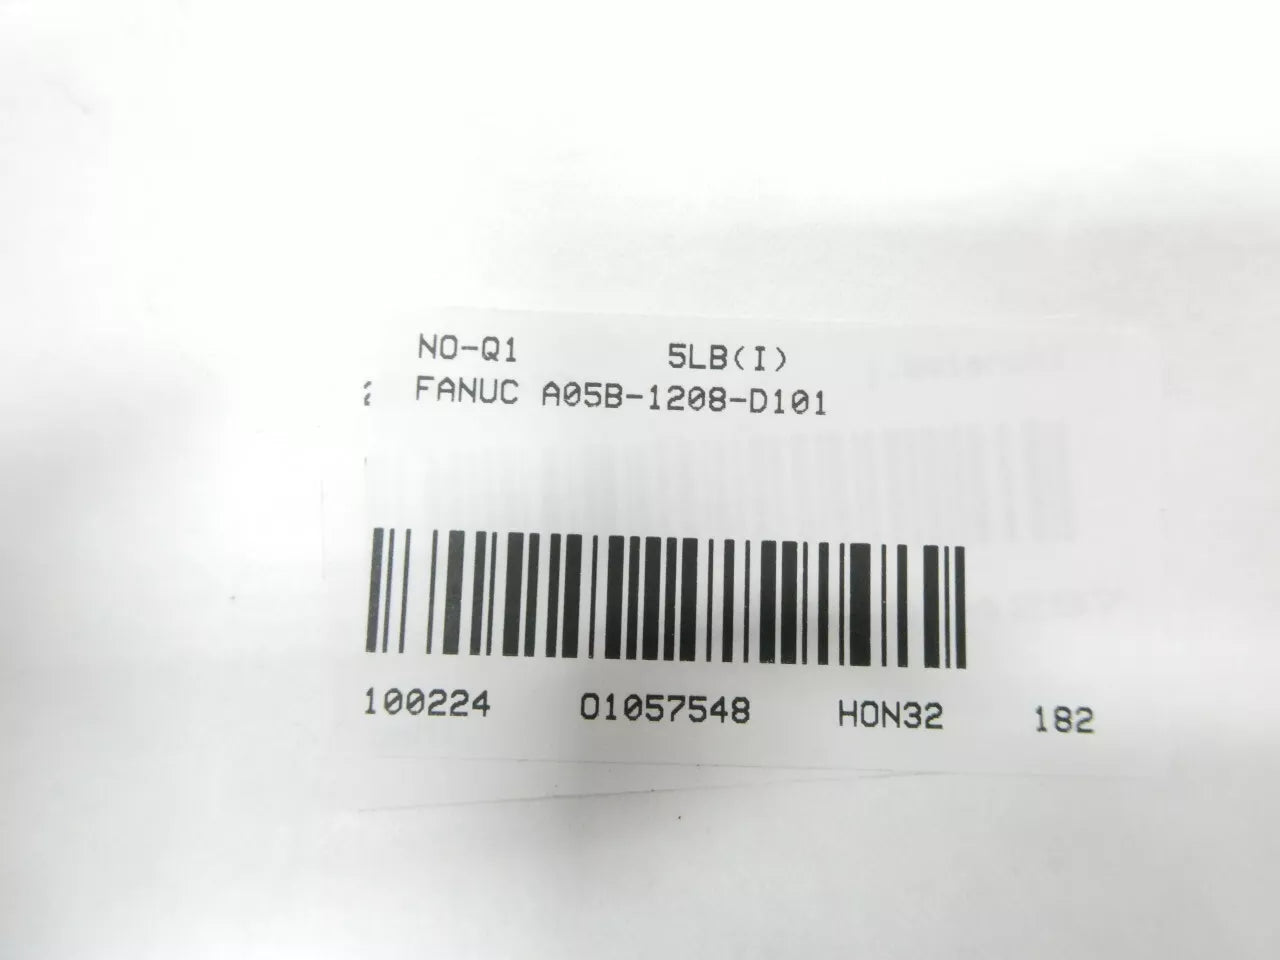 NO-Q1 5LB(I)
FANUC A05B-1208-D101
100224 01057548 HON32 182